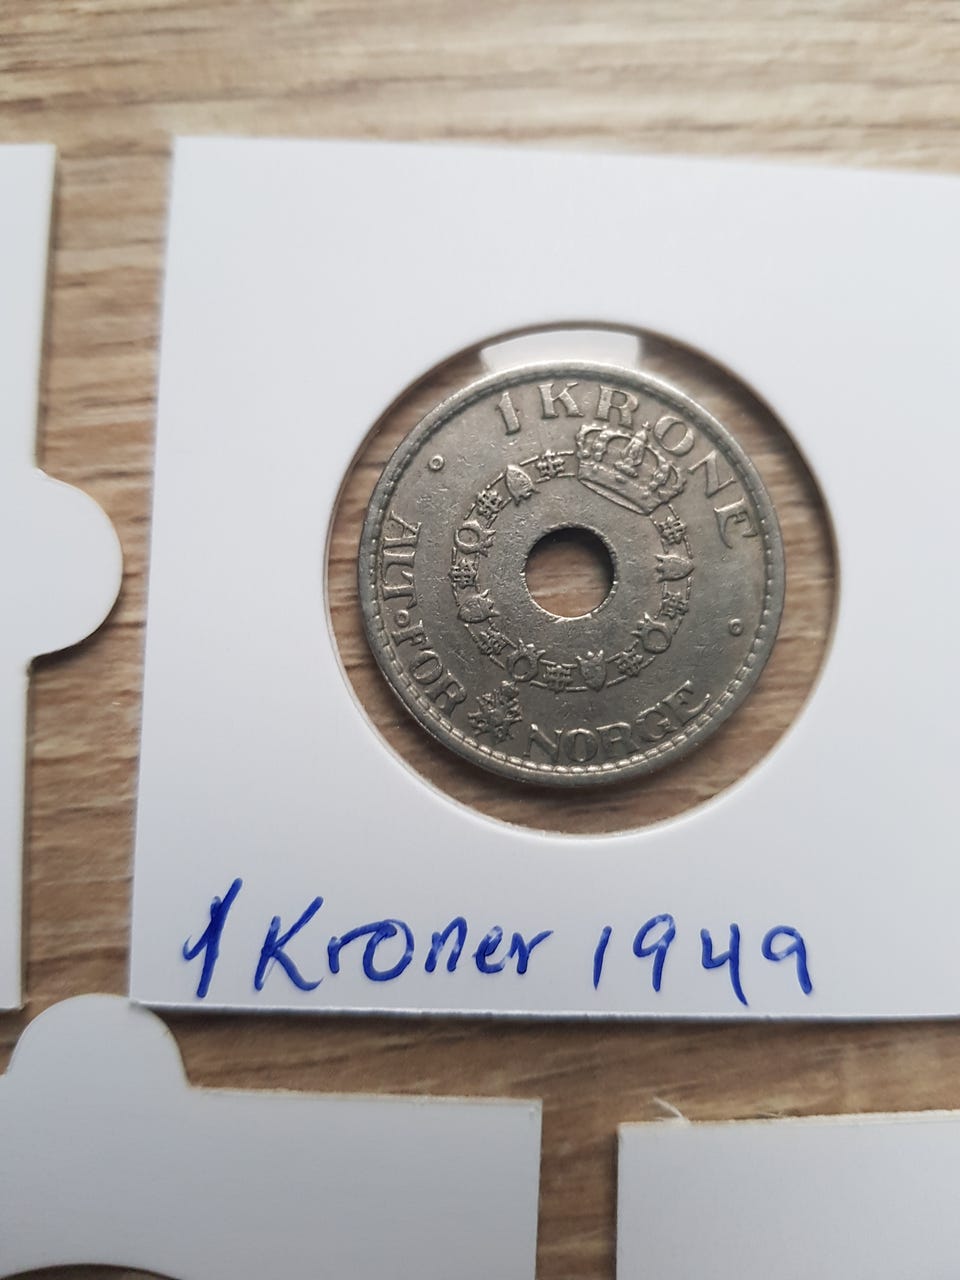 1 KRONE
ALT·FOR NORGE
1 Kroner 1949